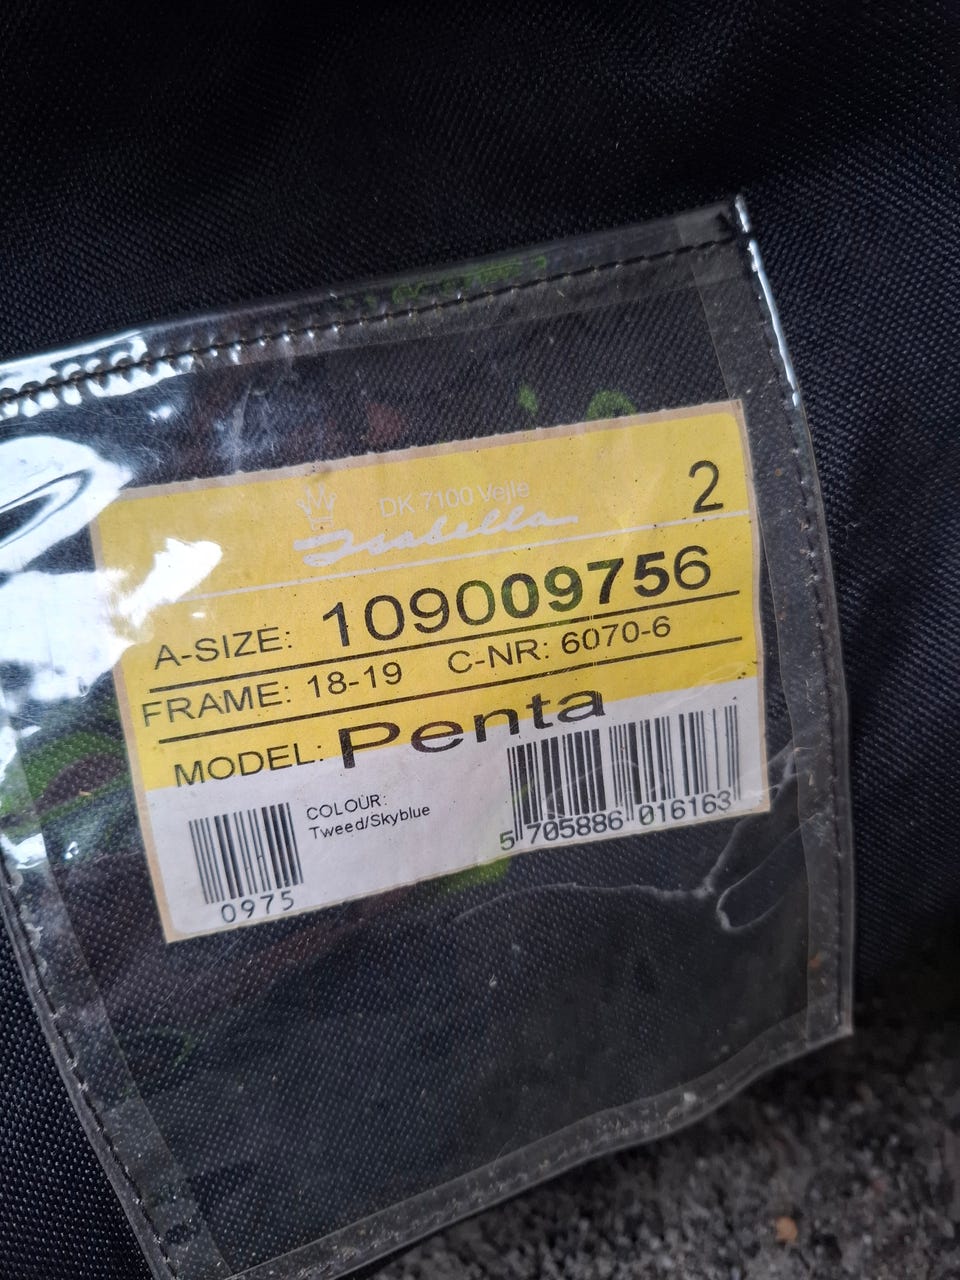 DK 7100 Vejle
Isabella
2
A-SIZE: 109009756
FRAME: 18-19 C-NR: 6070-6
MODEL: Penta
COLOUR:
Tweed/Skyblue
0975
5 705886 016163